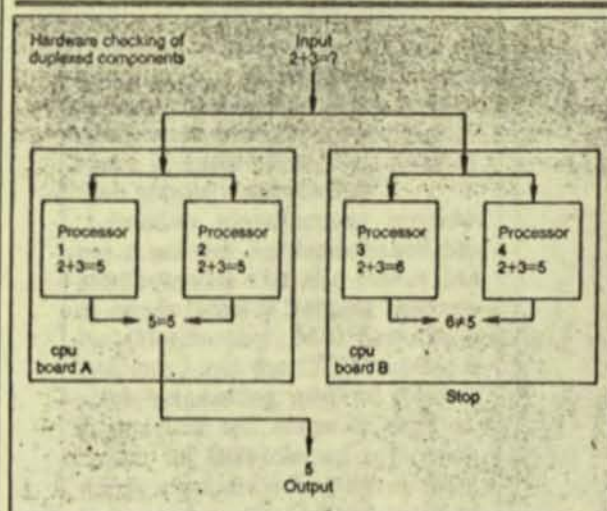 Hardware checking of
duplexed components
Input
2+3=?
Processor
1
2+3=5
Processor
2
2+3=5
5=5
cpu
board A
Processor
3
2+3=6
Processor
4
2+3=5
6≠5
cpu
board B
Stop
5
Output